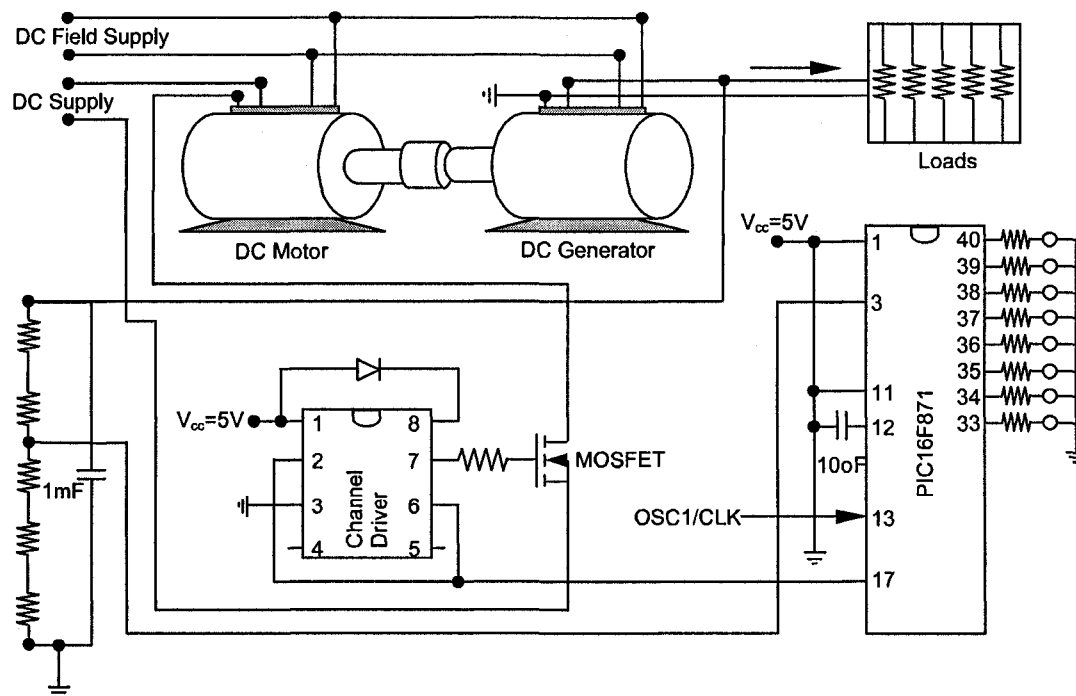 DC Field Supply
DC Supply
DC Motor
DC Generator
Loads
Vcc=5V
1
3
11
12
13
17
40
39
38
37
36
35
34
33
PIC16F871
10oF
OSC1/CLK
Vcc=5V
1
2
3
4
8
7
6
5
Channel
Driver
MOSFET
1mF